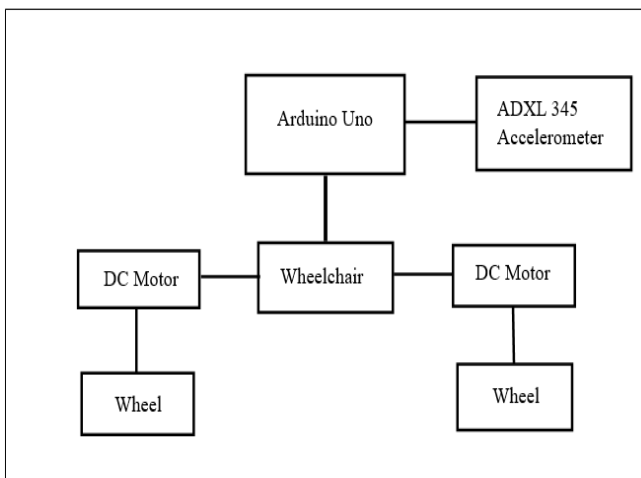 Arduino Uno
ADXL 345
Accelerometer
DC Motor
Wheelchair
DC Motor
Wheel
Wheel